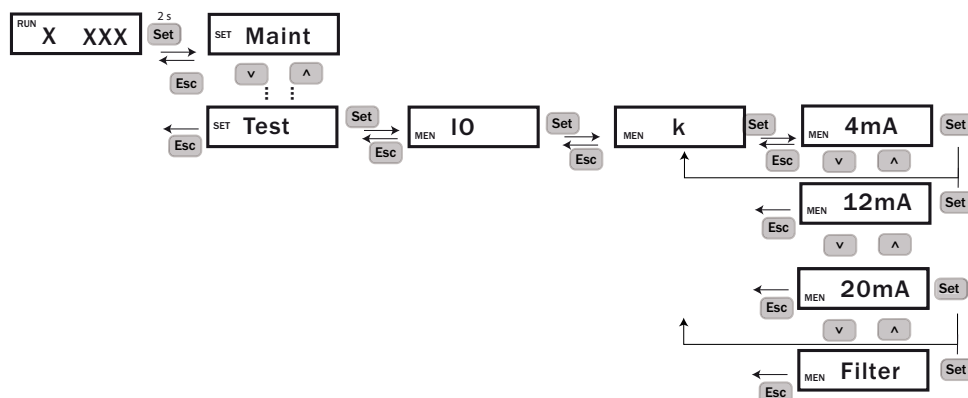 RUN X XXX 2 s Set SET Maint
Esc v ʌ
SET Test Set MEN IO Set MEN k Set MEN 4mA Set
Esc Esc Esc Esc v ʌ
MEN 12mA Set
Esc
v ʌ
MEN 20mA Set
Esc
v ʌ
MEN Filter Set
Esc